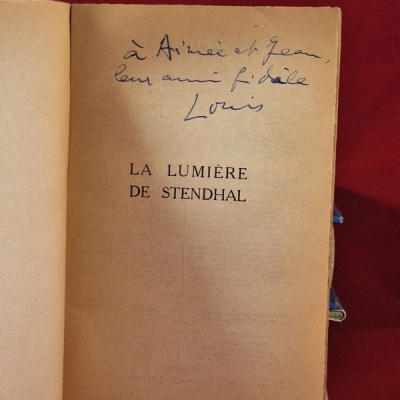 à Aimée et Jean,
leur ami fidèle
Louis
LA LUMIÈRE
DE STENDHAL